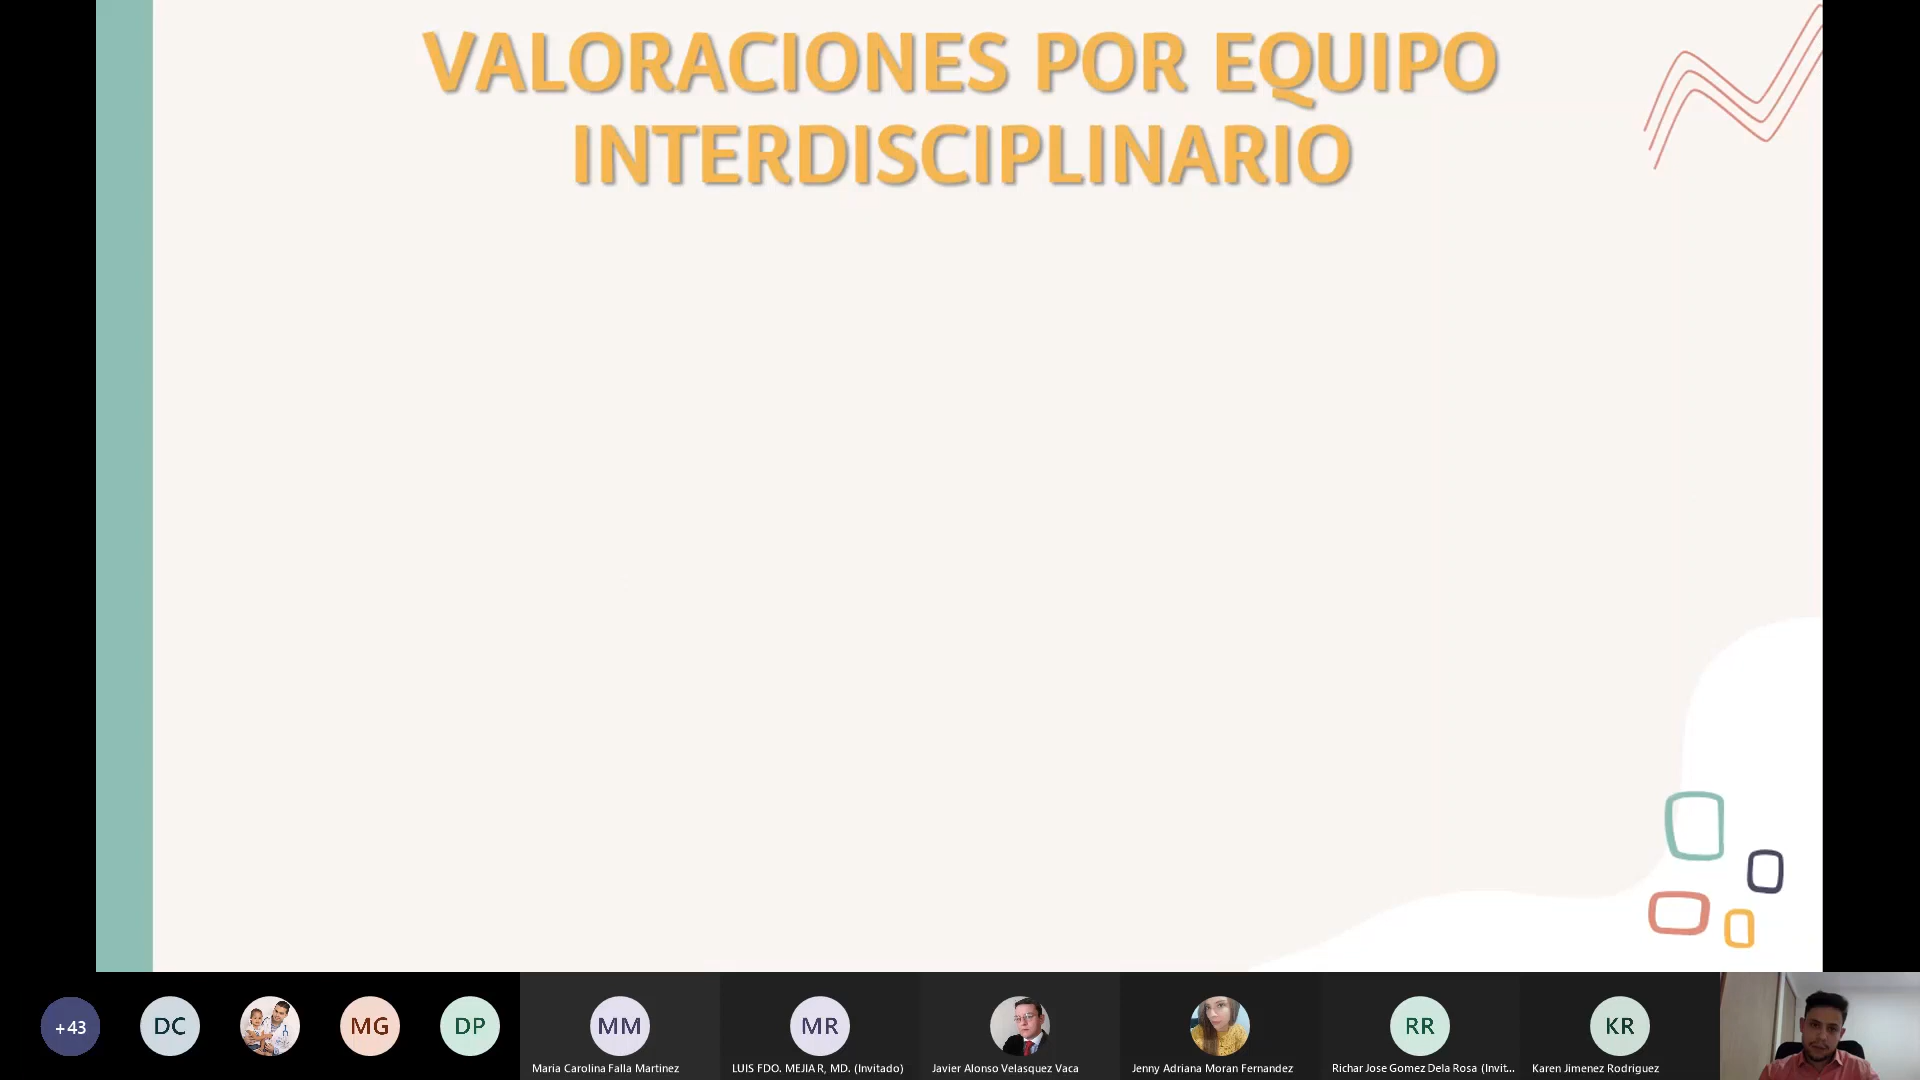 VALORACIONES POR EQUIPO
INTERDISCIPLINARIO
+43
DC
MG
DP
MM
MR
RR
KR
Maria Carolina Falla Martinez
LUIS FDO. MEJIA R, MD. (Invitado)
Javier Alonso Velasquez Vaca
Jenny Adriana Moran Fernandez
Richar Jose Gomez Dela Rosa (Invit...
Karen Jimenez Rodriguez